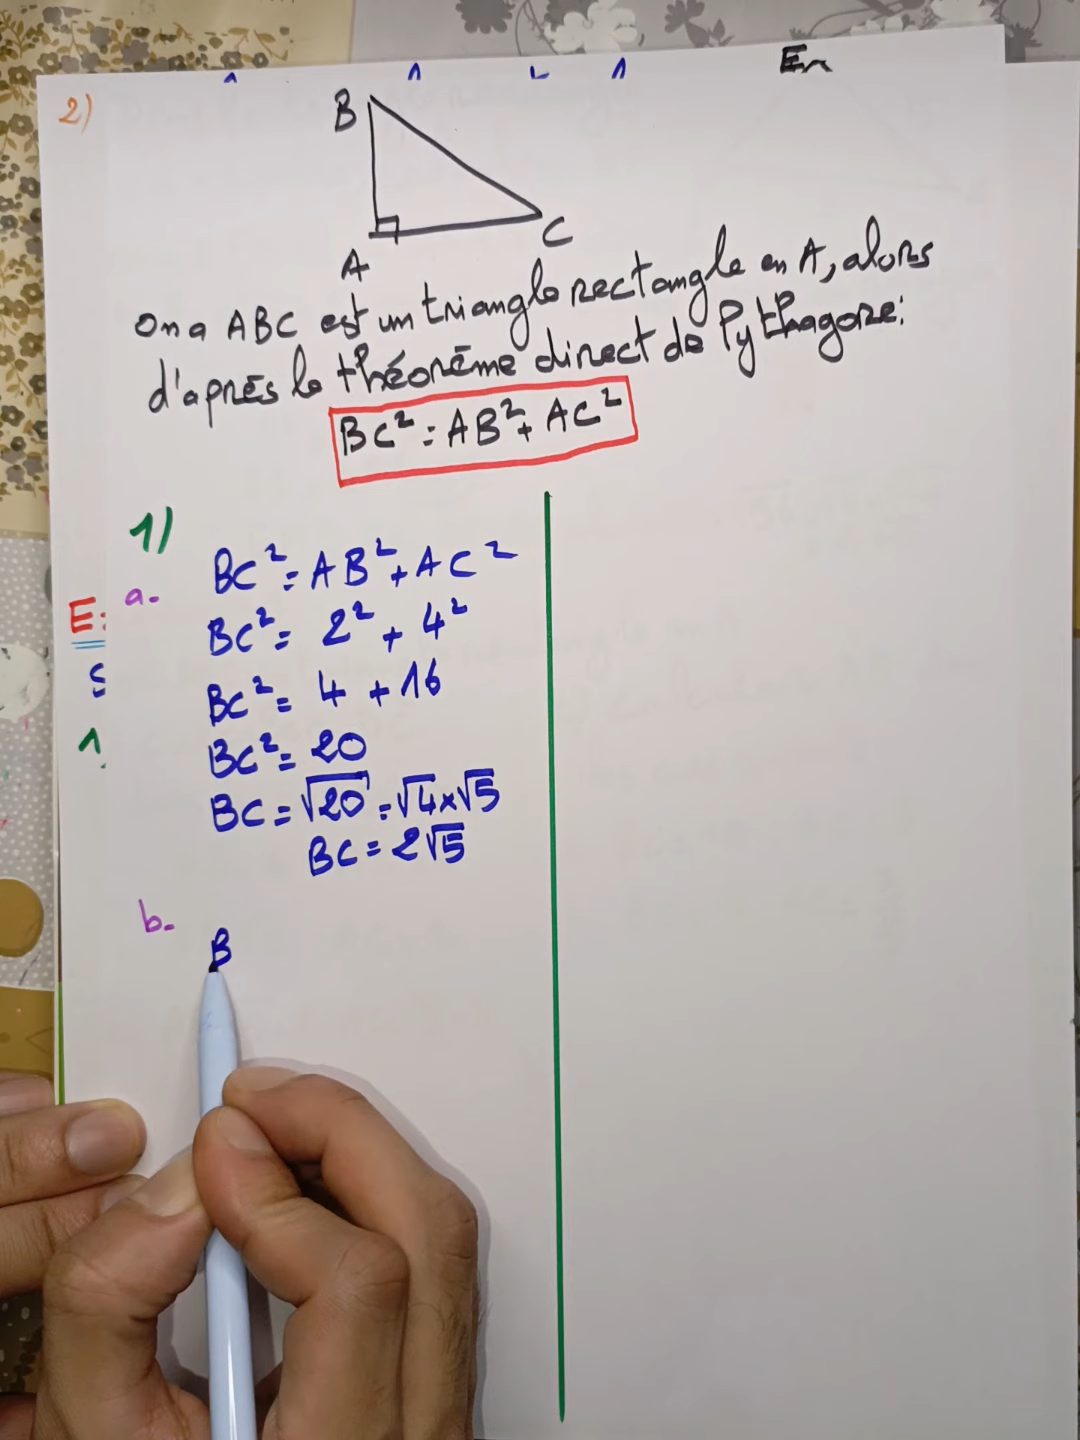 En
2)
B
A
C
On a ABC est un triangle rectangle en A, alors
d'après le théorème direct de Pythagore:
BC² = AB² + AC²
1)
a. BC² = AB² + AC²
BC² = 2² + 4²
BC² = 4 + 16
BC² = 20
BC = √20 = √4 × √5
BC = 2√5
b. B
E:
S
1